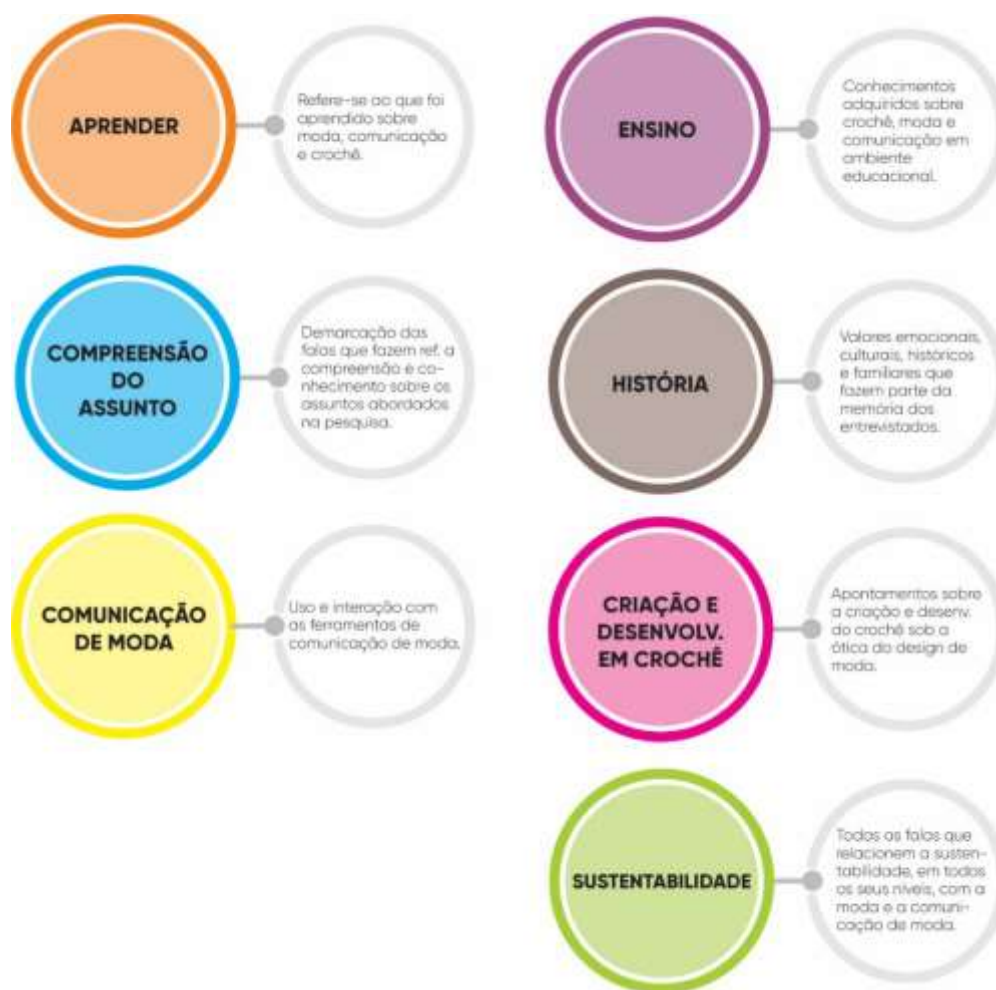 APRENDER
Refere-se ao que foi
aprendido sobre
moda, comunicação
e crochê.
ENSINO
Conhecimentos
adquiridos sobre
crochê, moda e
comunicação em
ambiente
educacional.
COMPREENSÃO
DO
ASSUNTO
Demarcação das
falas que fazem ref. a
compreensão e co-
nhecimento sobre os
assuntos abordados
na pesquisa.
HISTÓRIA
Valores emocionais,
culturais, históricos
e familiares que
fazem parte da
memória dos
entrevistados.
COMUNICAÇÃO
DE MODA
Uso e interação com
as ferramentos de
comunicação de moda.
CRIAÇÃO E
DESENVOLV.
EM CROCHÊ
Apontamentos sobre
a criação e desenv.
do crochê sob a
ótica do design de
moda.
SUSTENTABILIDADE
Todas as falas que
relacionem a susten-
tabilidade, em todos
os seus níveis, com a
moda e a comuni-
cação de moda.